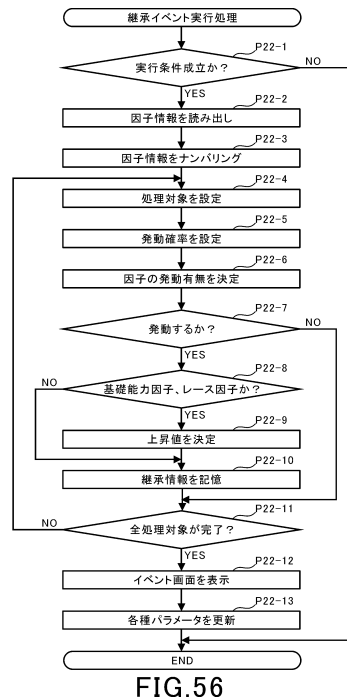 継承イベント実行処理
P22-1
実行条件成立か？
NO
YES
P22-2
因子情報を読み出し
P22-3
因子情報をナンバリング
P22-4
処理対象を設定
P22-5
発動確率を設定
P22-6
因子の発動有無を決定
P22-7
発動するか？
NO
YES
P22-8
NO
基礎能力因子、レース因子か？
YES
P22-9
上昇値を決定
P22-10
継承情報を記憶
P22-11
NO
全処理対象が完了？
YES
P22-12
イベント画面を表示
P22-13
各種パラメータを更新
END
FIG.56